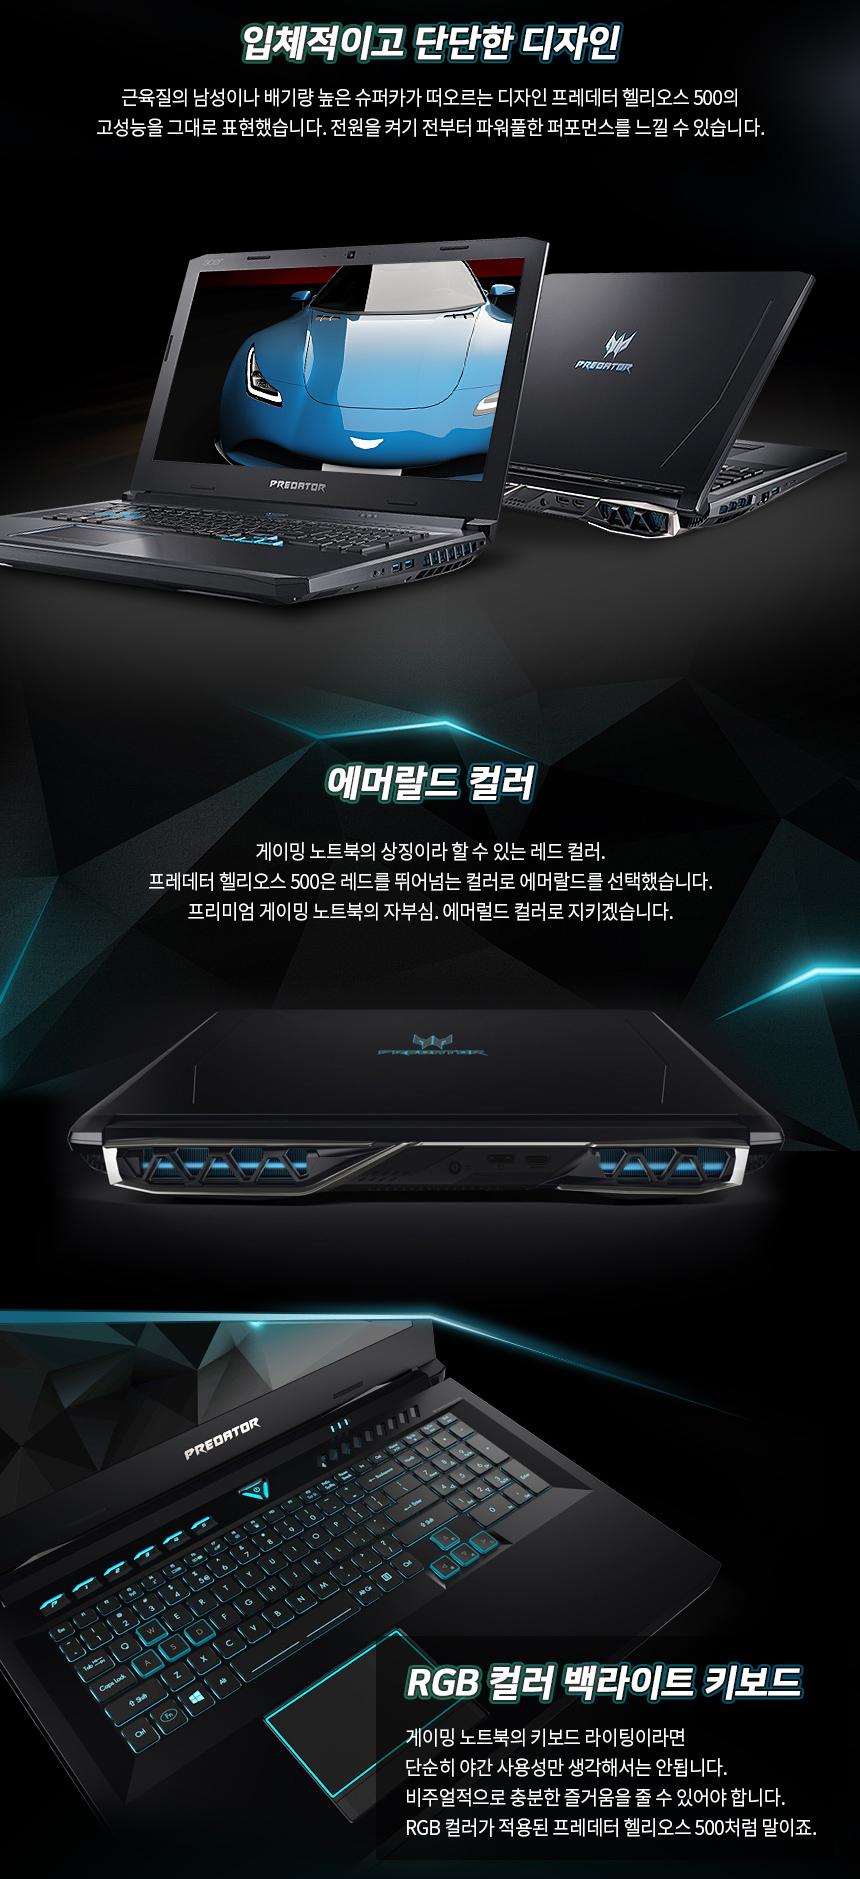 입체적이고 단단한 디자인
근육질의 남성이나 배기량 높은 슈퍼카가 떠오르는 디자인 프레데터 헬리오스 500의
고성능을 그대로 표현했습니다. 전원을 켜기 전부터 파워풀한 퍼포먼스를 느낄 수 있습니다.
acer
PREDATOR
PREDATOR
에머랄드 컬러
게이밍 노트북의 상징이라 할 수 있는 레드 컬러.
프레데터 헬리오스 500은 레드를 뛰어넘는 컬러로 에머랄드를 선택했습니다.
프리미엄 게이밍 노트북의 자부심. 에머럴드 컬러로 지키겠습니다.
PREDATOR
PREDATOR
RGB 컬러 백라이트 키보드
게이밍 노트북의 키보드 라이팅이라면
단순히 야간 사용성만 생각해서는 안됩니다.
비주얼적으로 충분한 즐거움을 줄 수 있어야 합니다.
RGB 컬러가 적용된 프레데터 헬리오스 500처럼 말이죠.